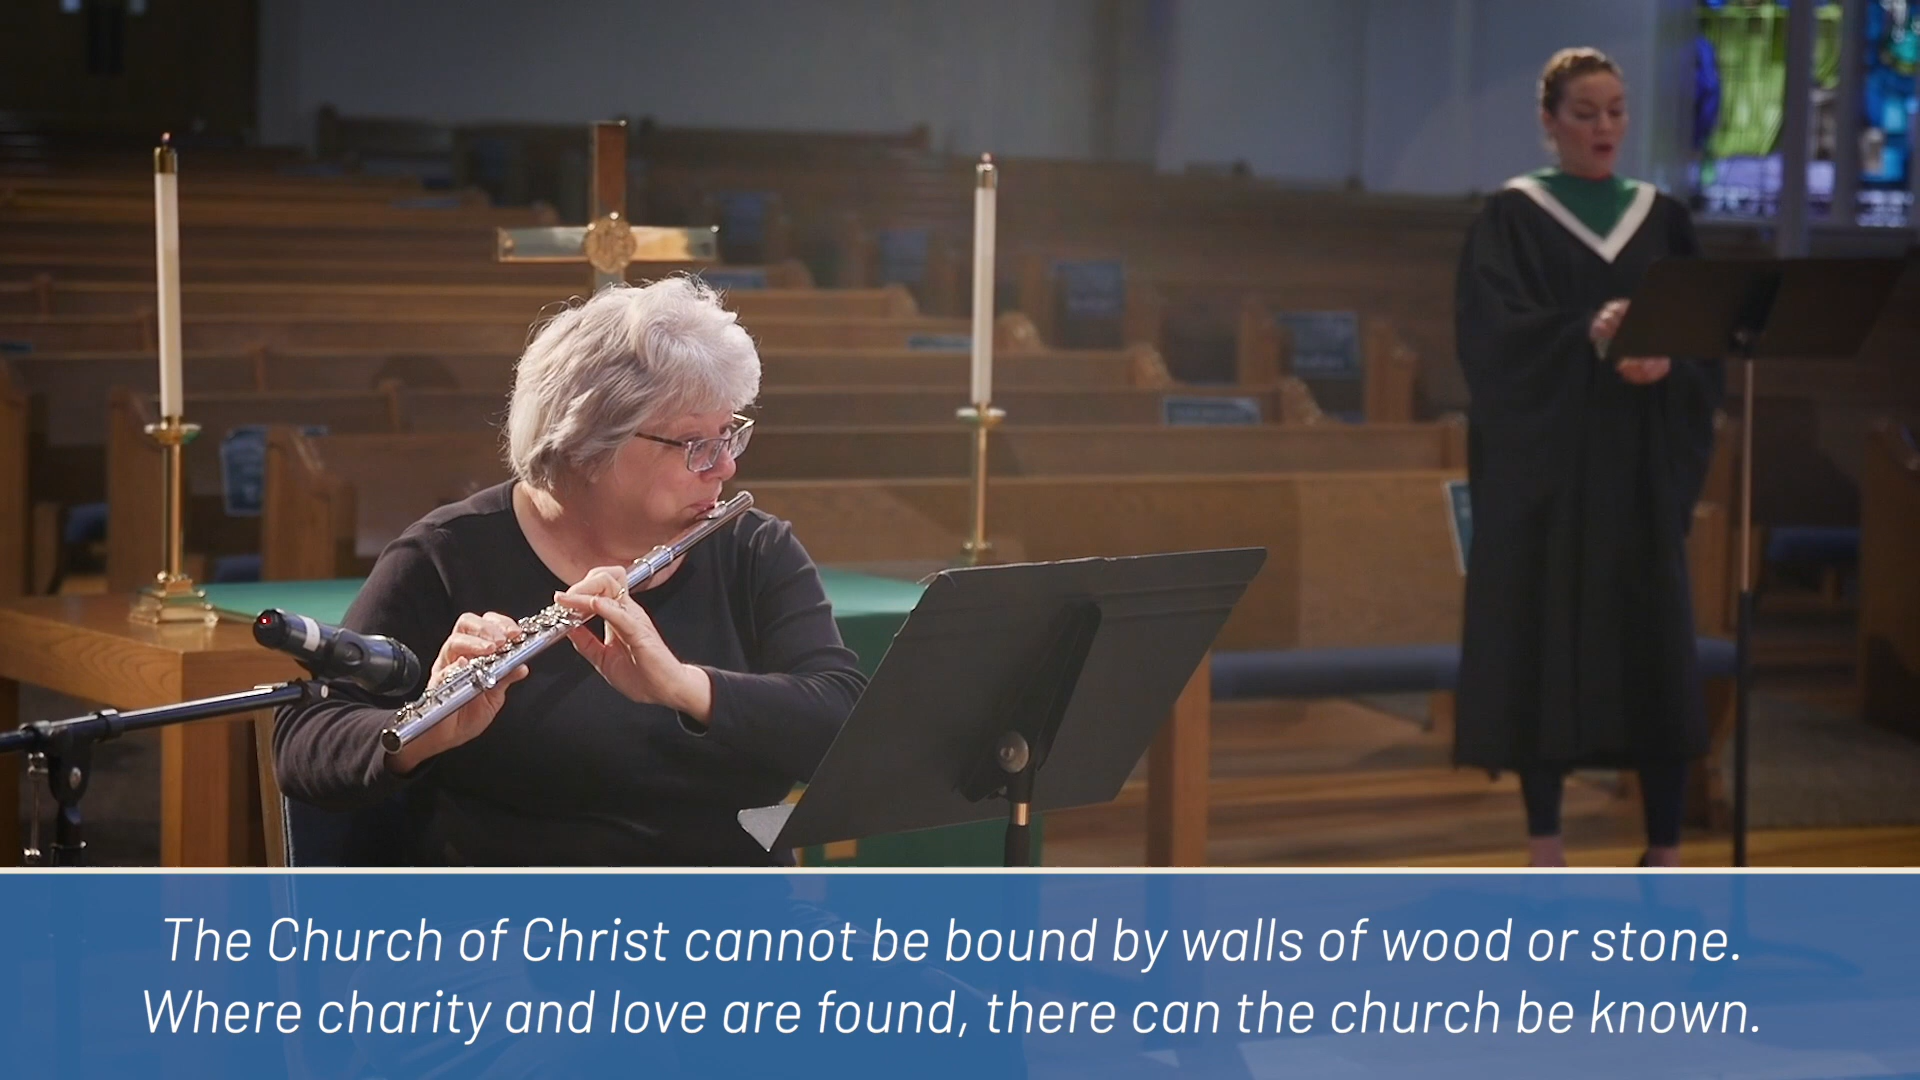 The Church of Christ cannot be bound by walls of wood or stone.
Where charity and love are found, there can the church be known.